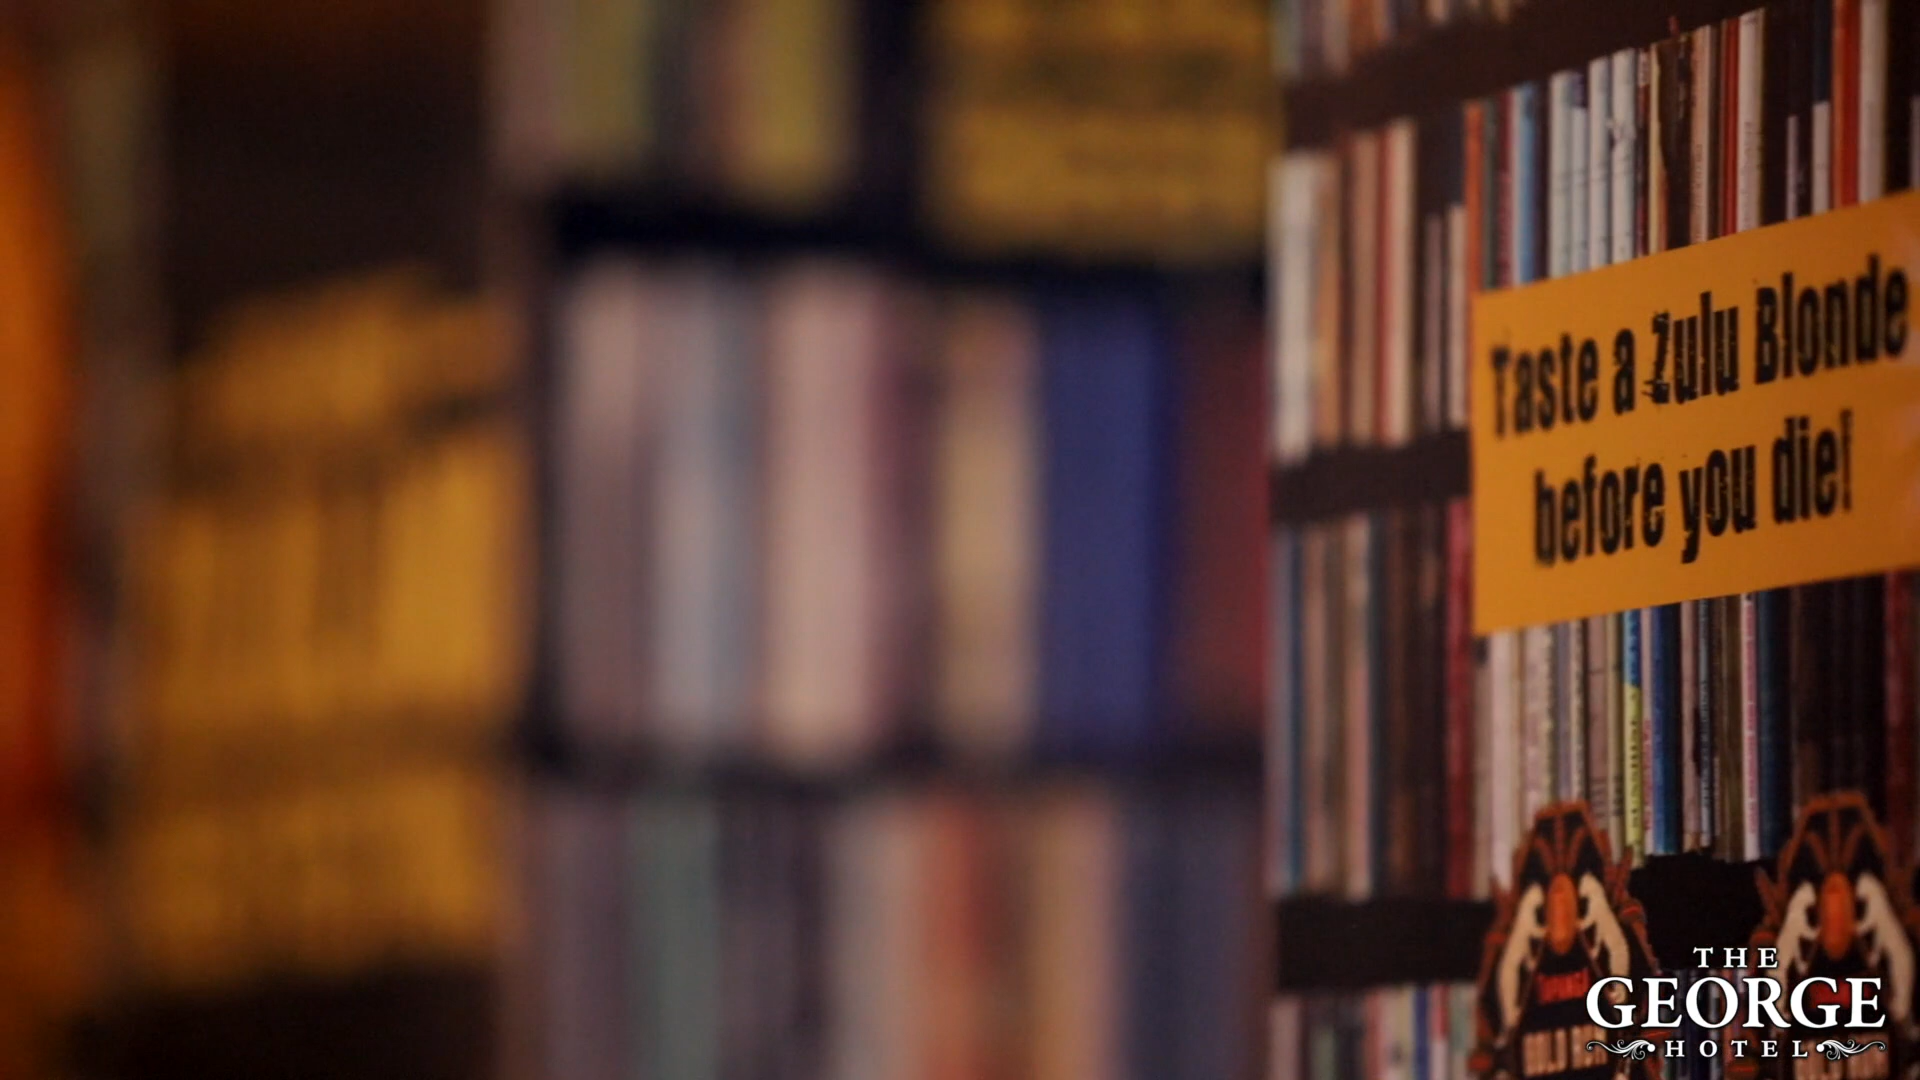 Taste a Zulu Blonde
before you die!
THE
GEORGE
HOTEL